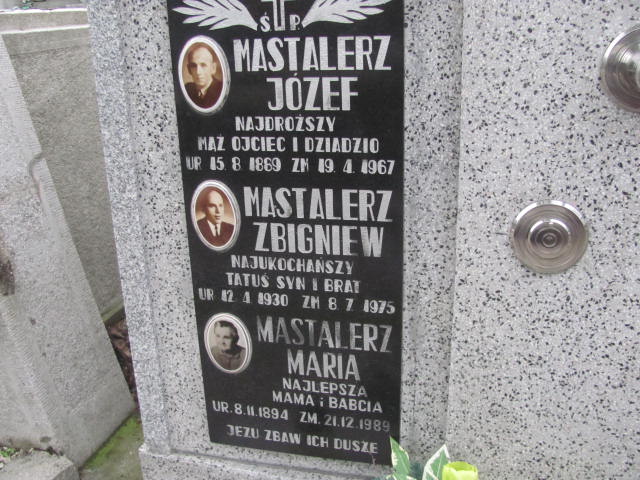 Ś P.
MASTALERZ
JÓZEF
NAJDROŻSZY
MĄŻ OJCIEC I DZIADZIO
UR 15.8 1869 ZM 19.4.1967
MASTALERZ
ZBIGNIEW
NAJUKOCHAŃSZY
TATUŚ SYN I BRAT
UR 12.4.1930 ZM 8.7.1975
MASTALERZ
MARIA
NAJLEPSZA
MAMA i BABCIA
UR.8.11.1894 ZM.21.12.1989
JEZU ZBAW ICH DUSZE